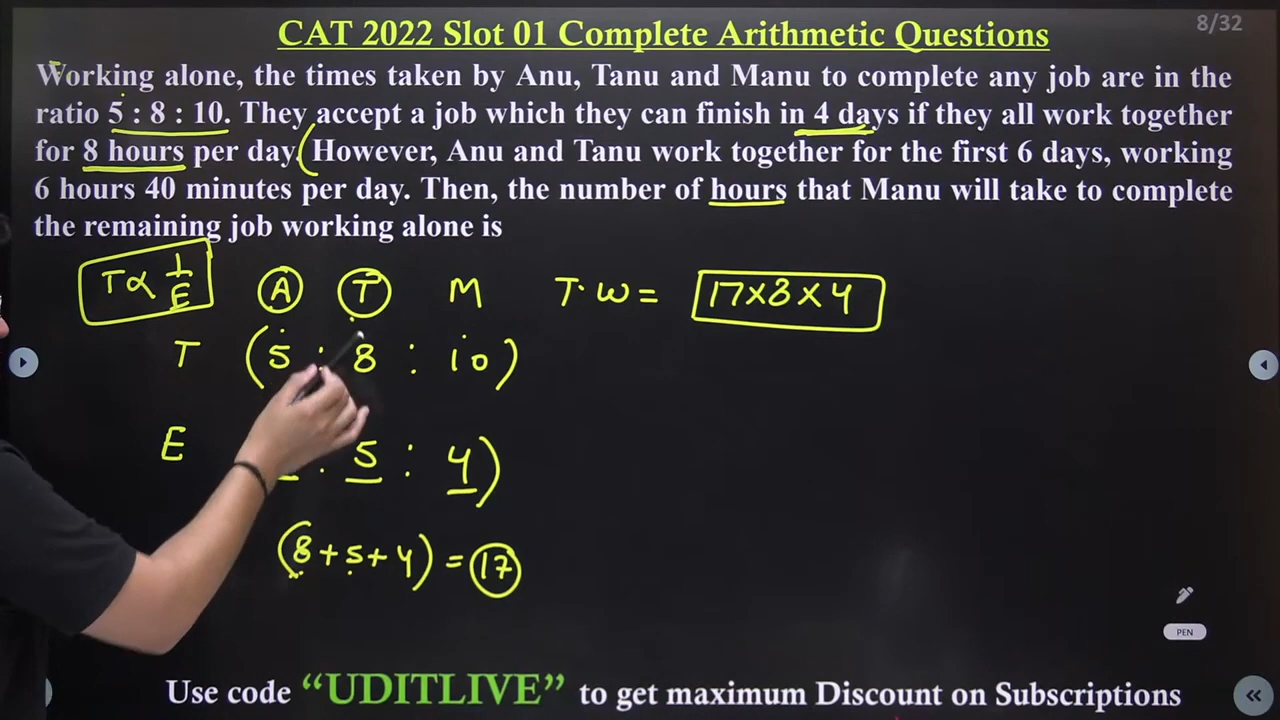 CAT 2022 Slot 01 Complete Arithmetic Questions
8/32
Working alone, the times taken by Anu, Tanu and Manu to complete any job are in the
ratio 5 : 8 : 10. They accept a job which they can finish in 4 days if they all work together
for 8 hours per day. However, Anu and Tanu work together for the first 6 days, working
6 hours 40 minutes per day. Then, the number of hours that Manu will take to complete
the remaining job working alone is
T ∝ 1/E A T M T.W = 17×8×4
T (5 : 8 : 10)
E : 5 : 4)
(8+5+4) = 17
PEN
Use code “UDITLIVE” to get maximum Discount on Subscriptions